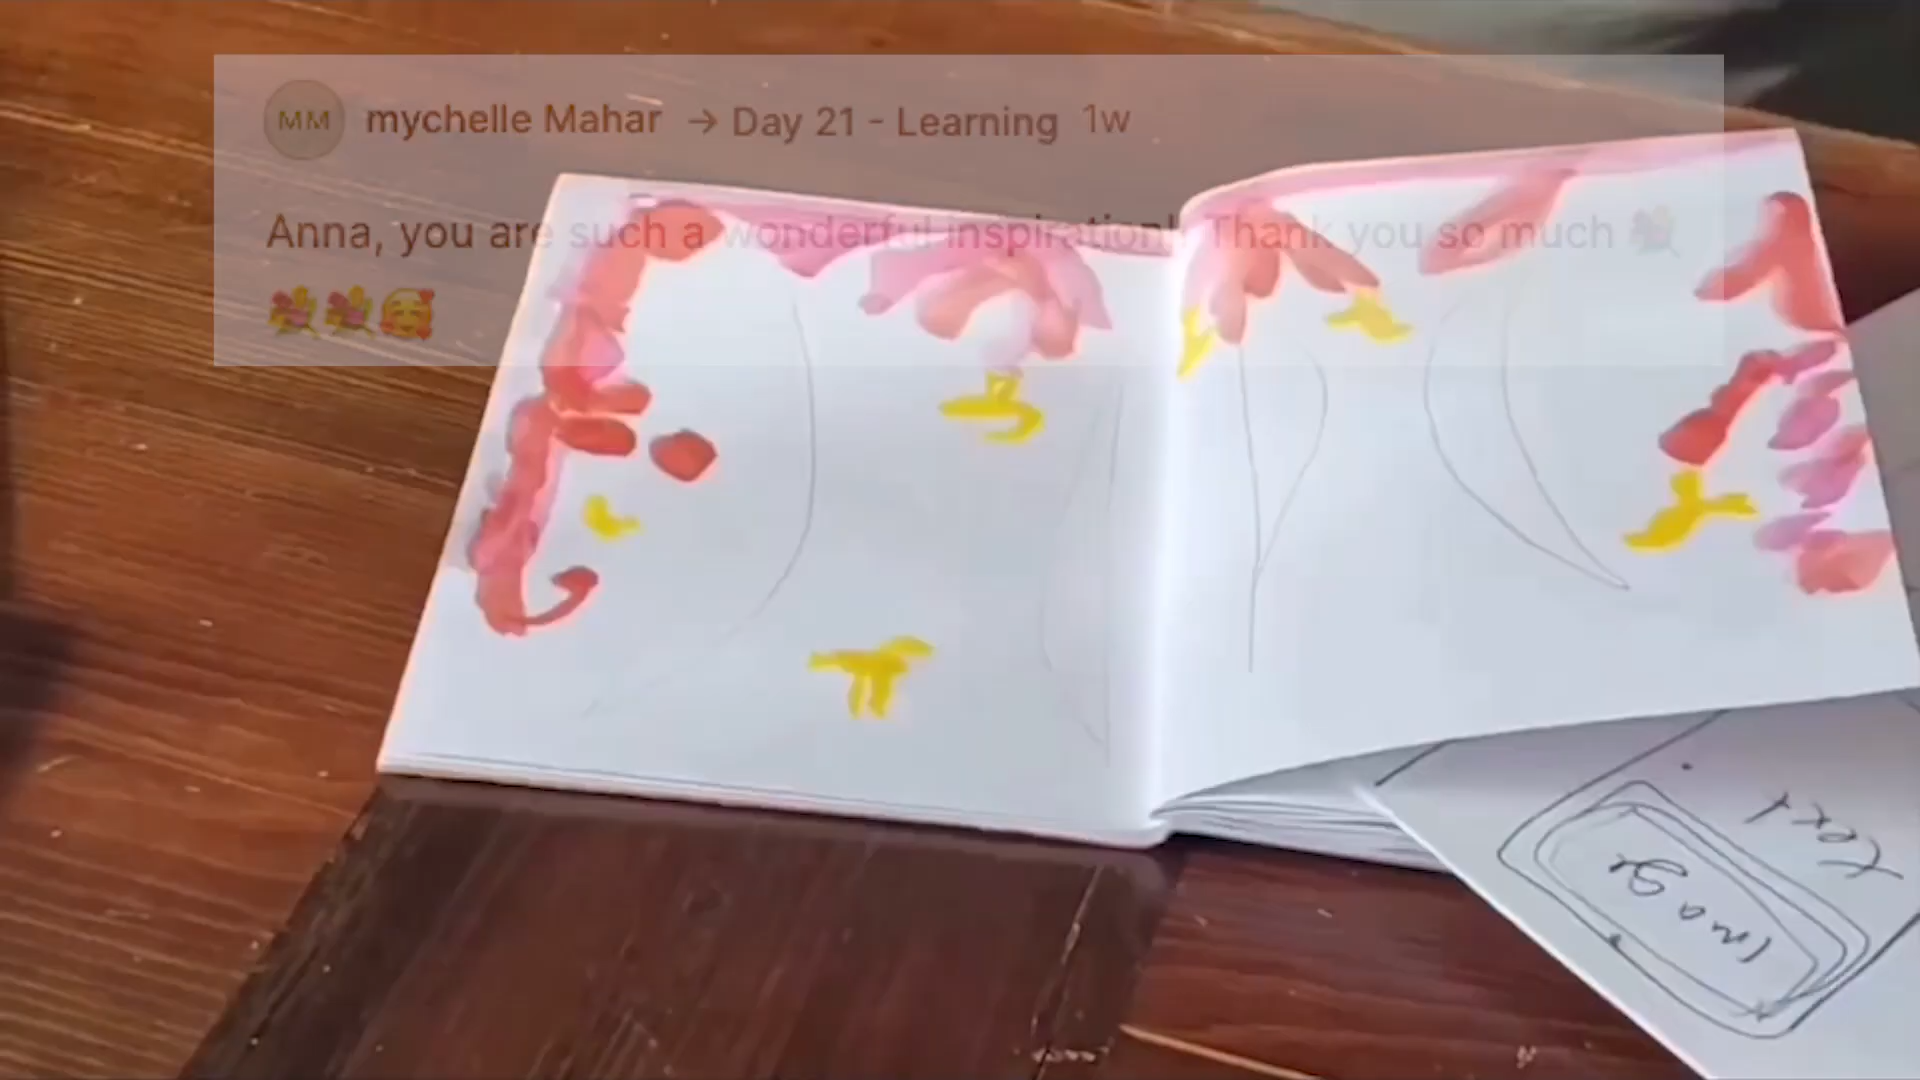 MM mychelle Mahar → Day 21 - Learning 1w
Anna, you are such a wonderful inspiration! Thank you so much 💐
💐💐🥰
text
Image